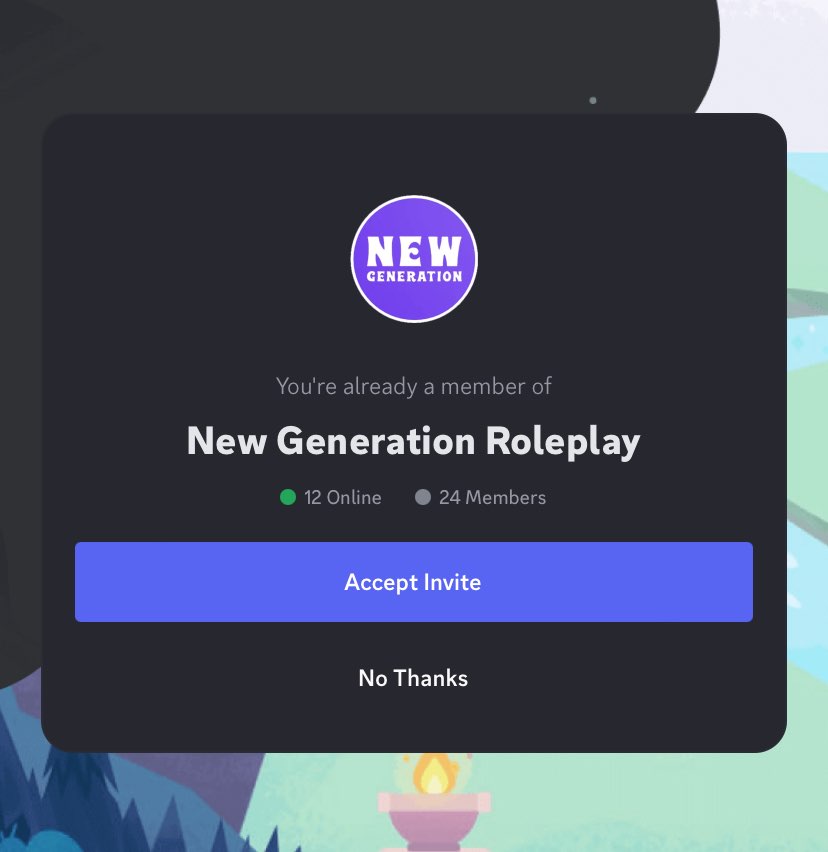 NEW
GENERATION
You're already a member of
New Generation Roleplay
12 Online 24 Members
Accept Invite
No Thanks